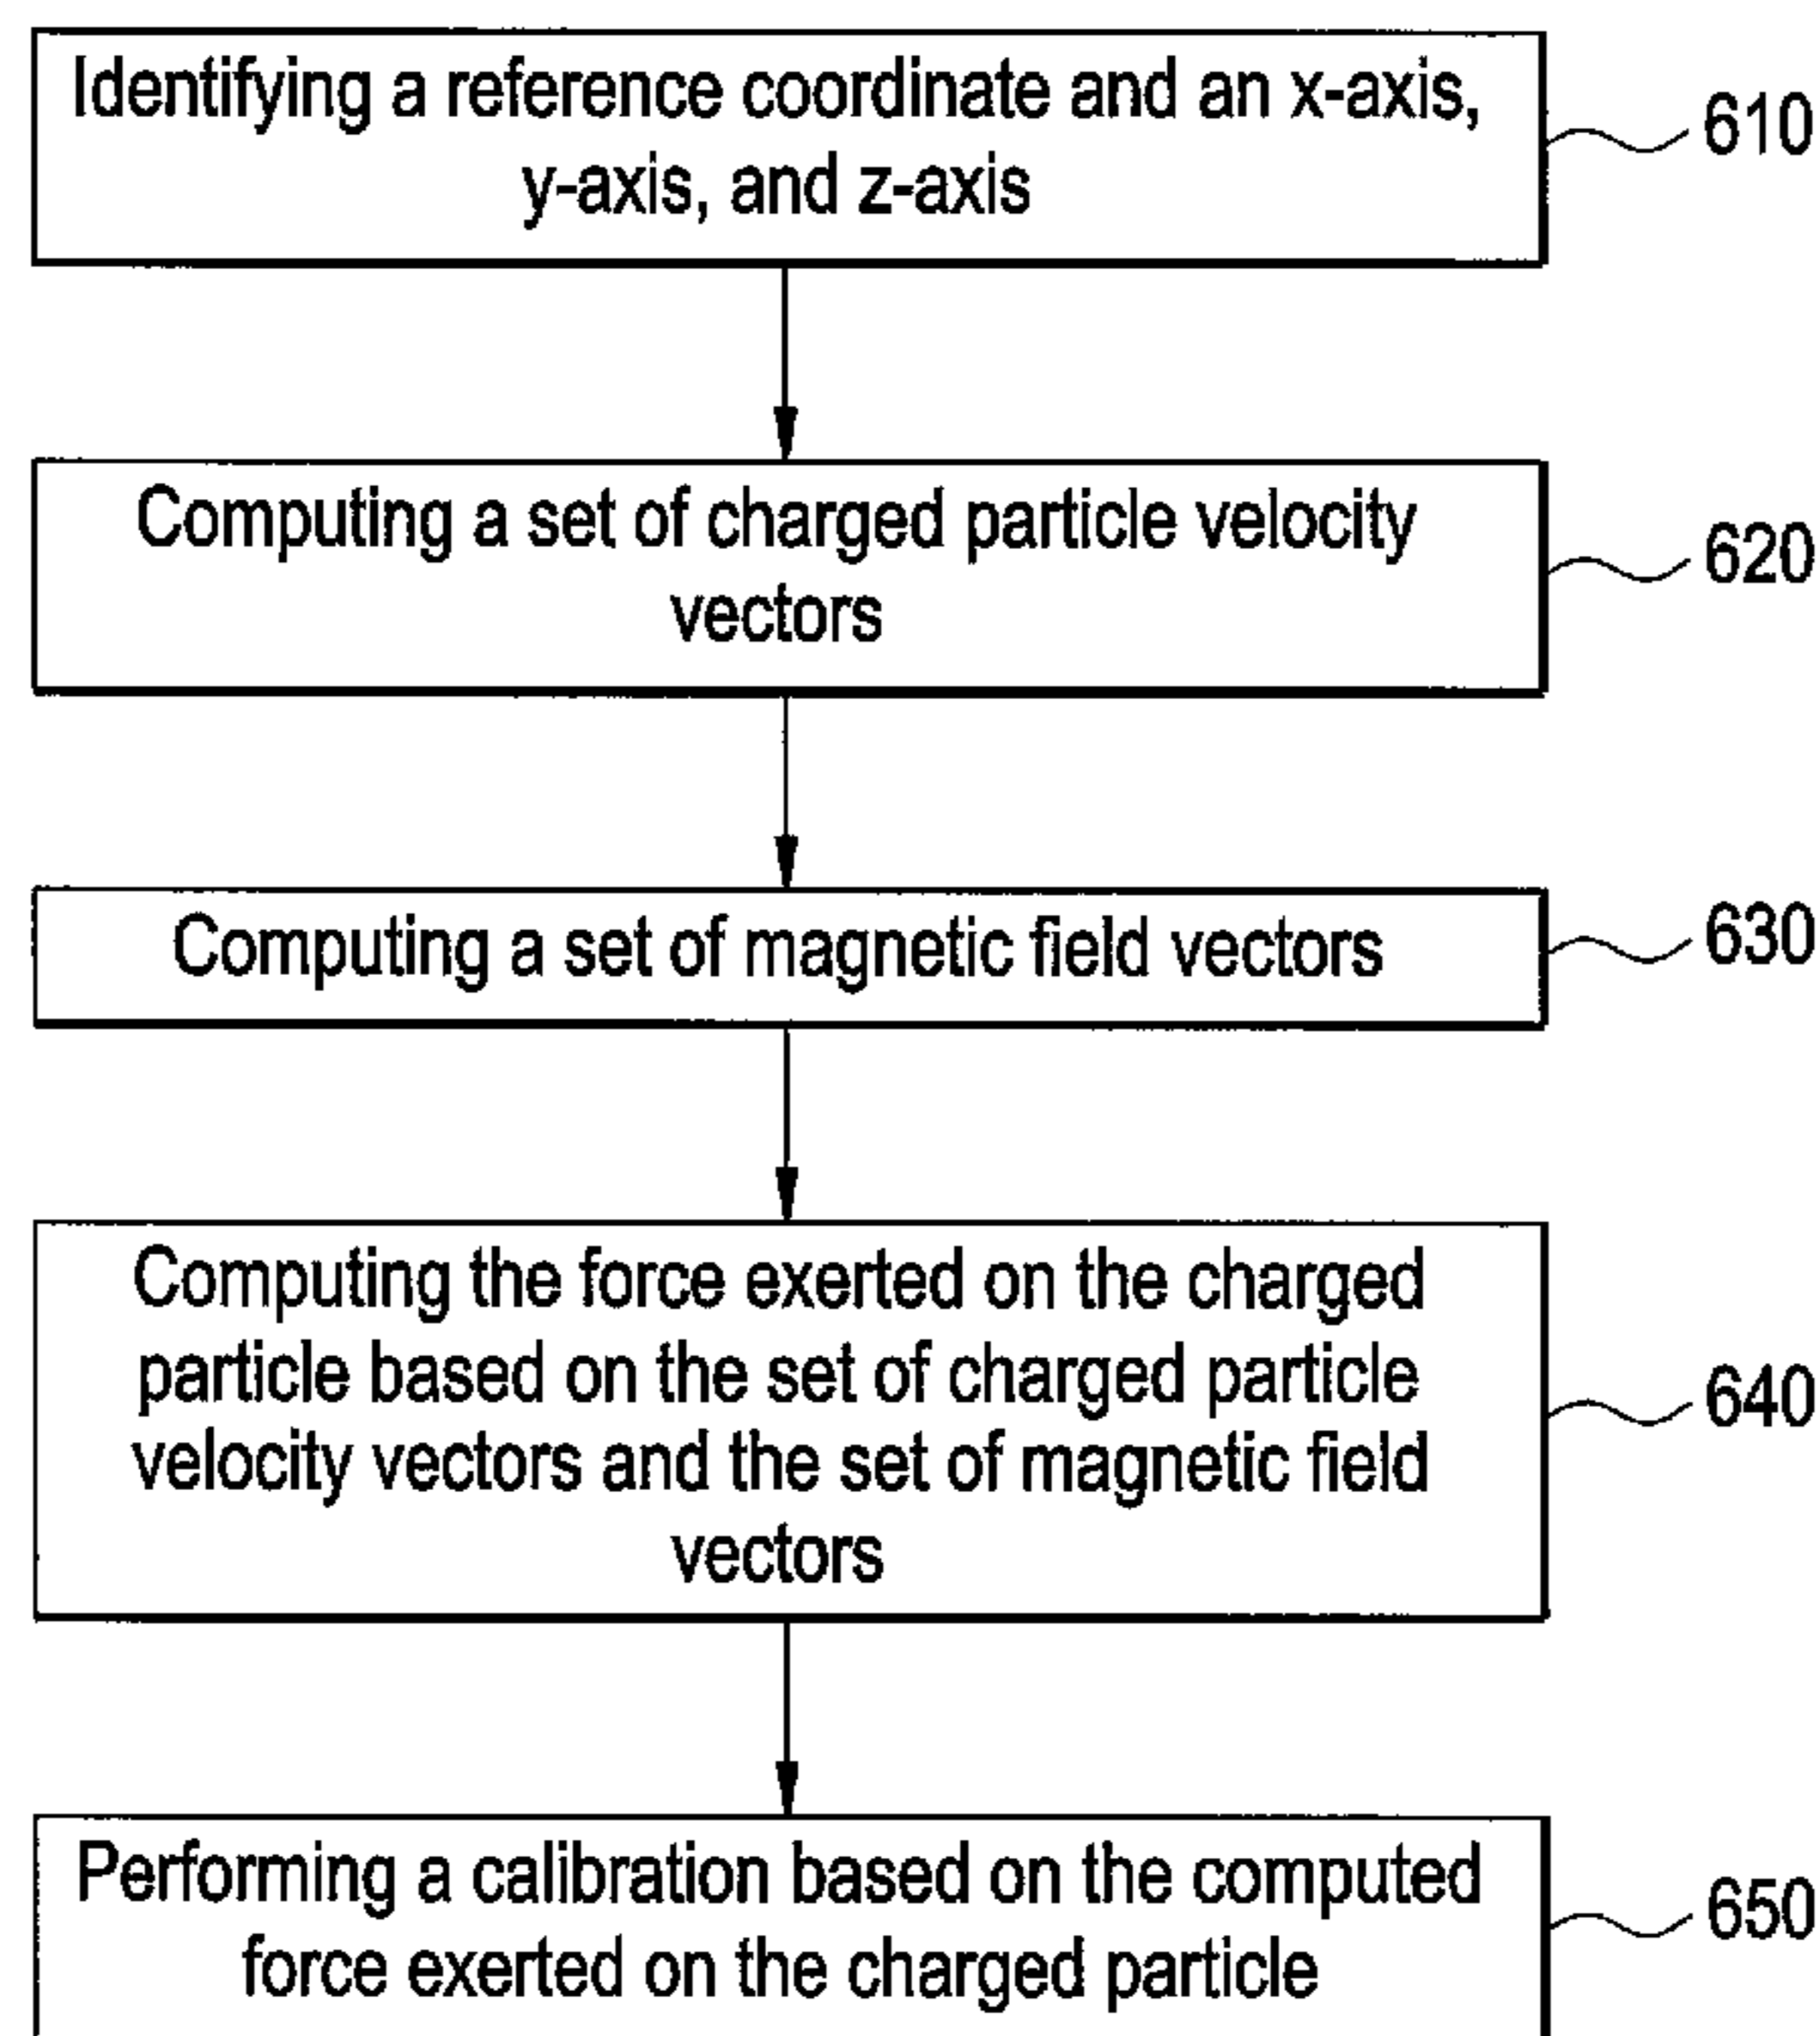 Identifying a reference coordinate and an x-axis,
y-axis, and z-axis
610
Computing a set of charged particle velocity
vectors
620
Computing a set of magnetic field vectors
630
Computing the force exerted on the charged
particle based on the set of charged particle
velocity vectors and the set of magnetic field
vectors
640
Performing a calibration based on the computed
force exerted on the charged particle
650